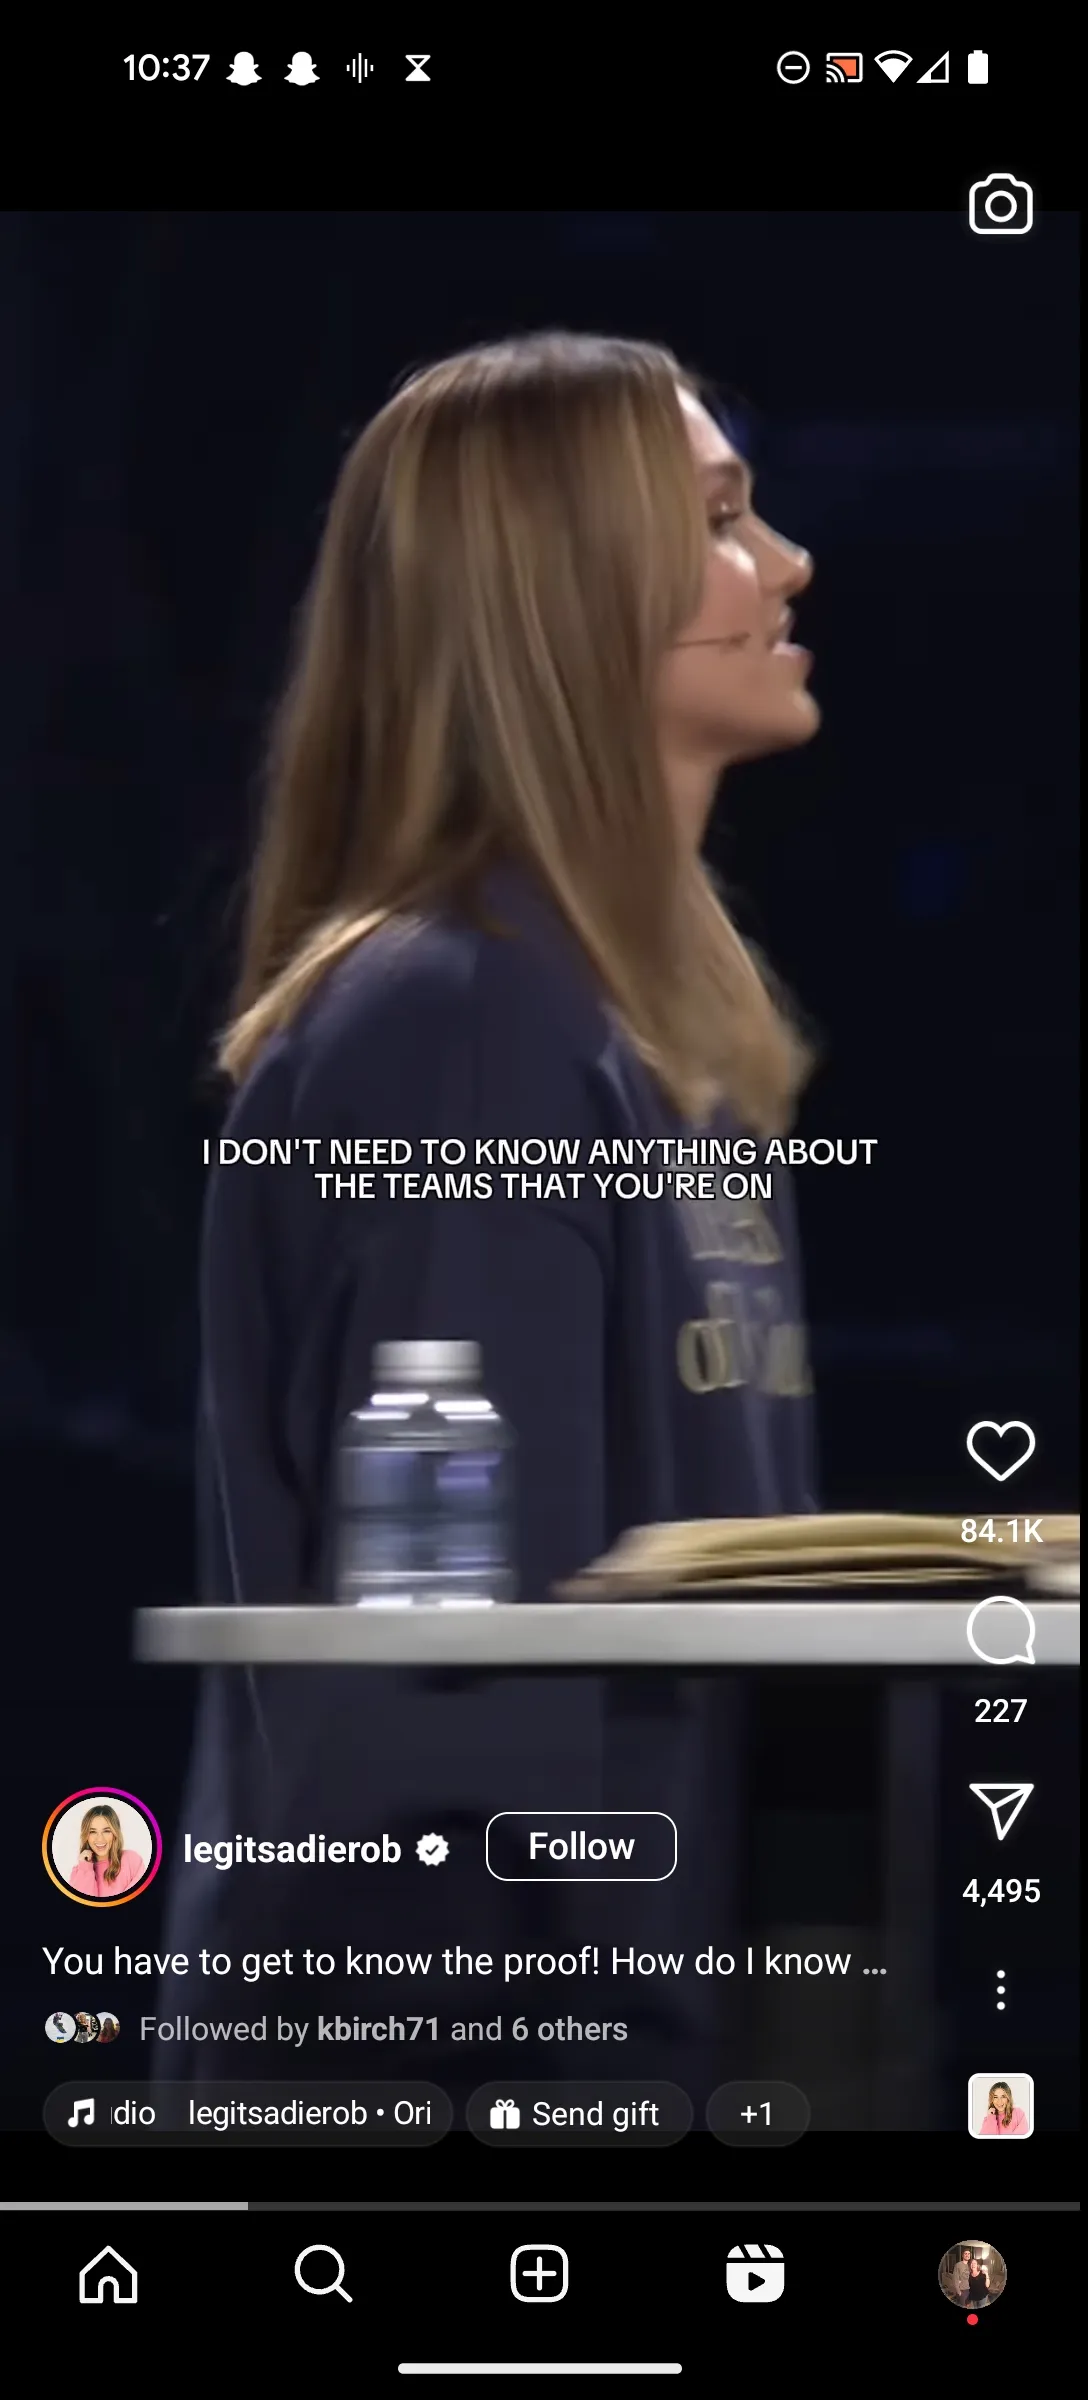 10:37
I DON'T NEED TO KNOW ANYTHING ABOUT
THE TEAMS THAT YOU'RE ON
84.1K
227
legitsadierob
Follow
4,495
You have to get to know the proof! How do I know ...
Followed by kbirch71 and 6 others
dio legitsadierob • Ori
Send gift
+1